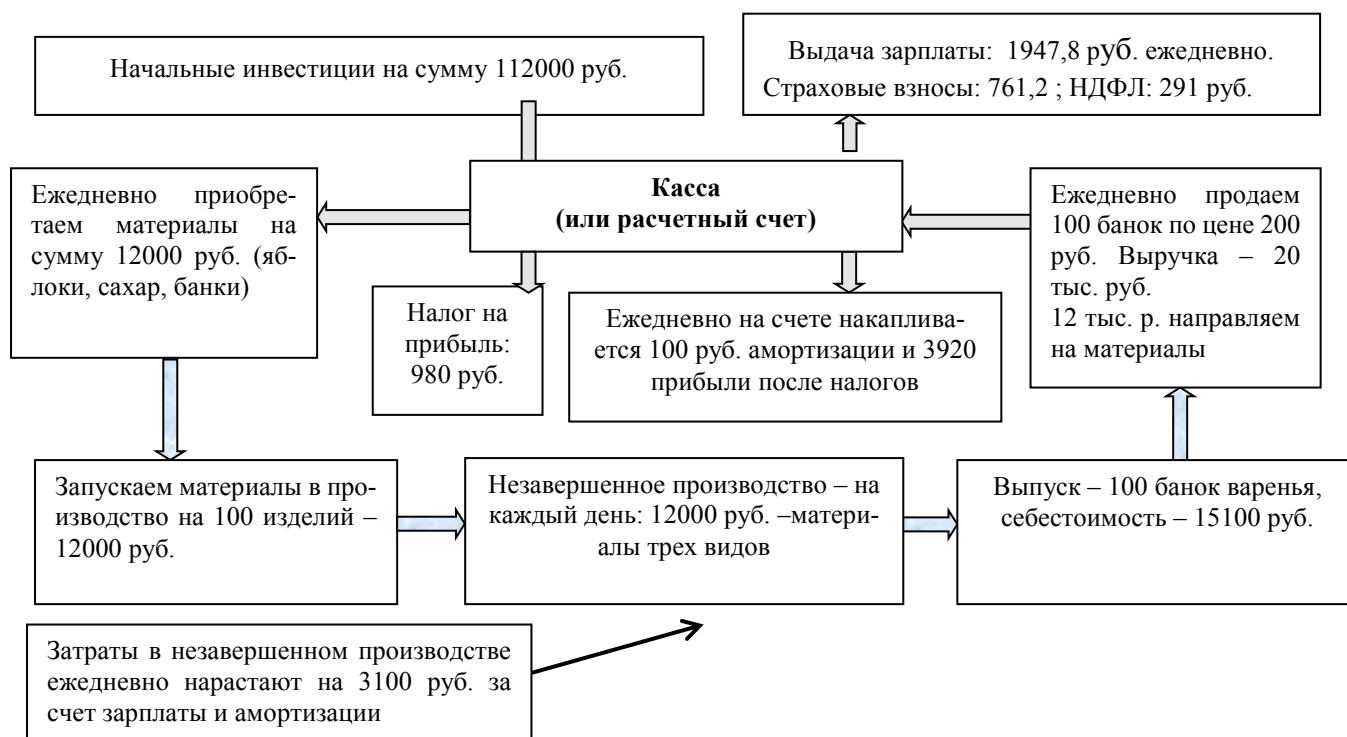 Начальные инвестиции на сумму 112000 руб.
Выдача зарплаты: 1947,8 руб. ежедневно.
Страховые взносы: 761,2 ; НДФЛ: 291 руб.
Касса
(или расчетный счет)
Ежедневно приобре-
таем материалы на
сумму 12000 руб. (яб-
локи, сахар, банки)
Ежедневно продаем
100 банок по цене 200
руб. Выручка – 20
тыс. руб.
12 тыс. р. направляем
на материалы
Налог на
прибыль:
980 руб.
Ежедневно на счете накаплива-
ется 100 руб. амортизации и 3920
прибыли после налогов
Запускаем материалы в про-
изводство на 100 изделий –
12000 руб.
Незавершенное производство – на
каждый день: 12000 руб. –матери-
алы трех видов
Выпуск – 100 банок варенья,
себестоимость – 15100 руб.
Затраты в незавершенном производстве
ежедневно нарастают на 3100 руб. за
счет зарплаты и амортизации